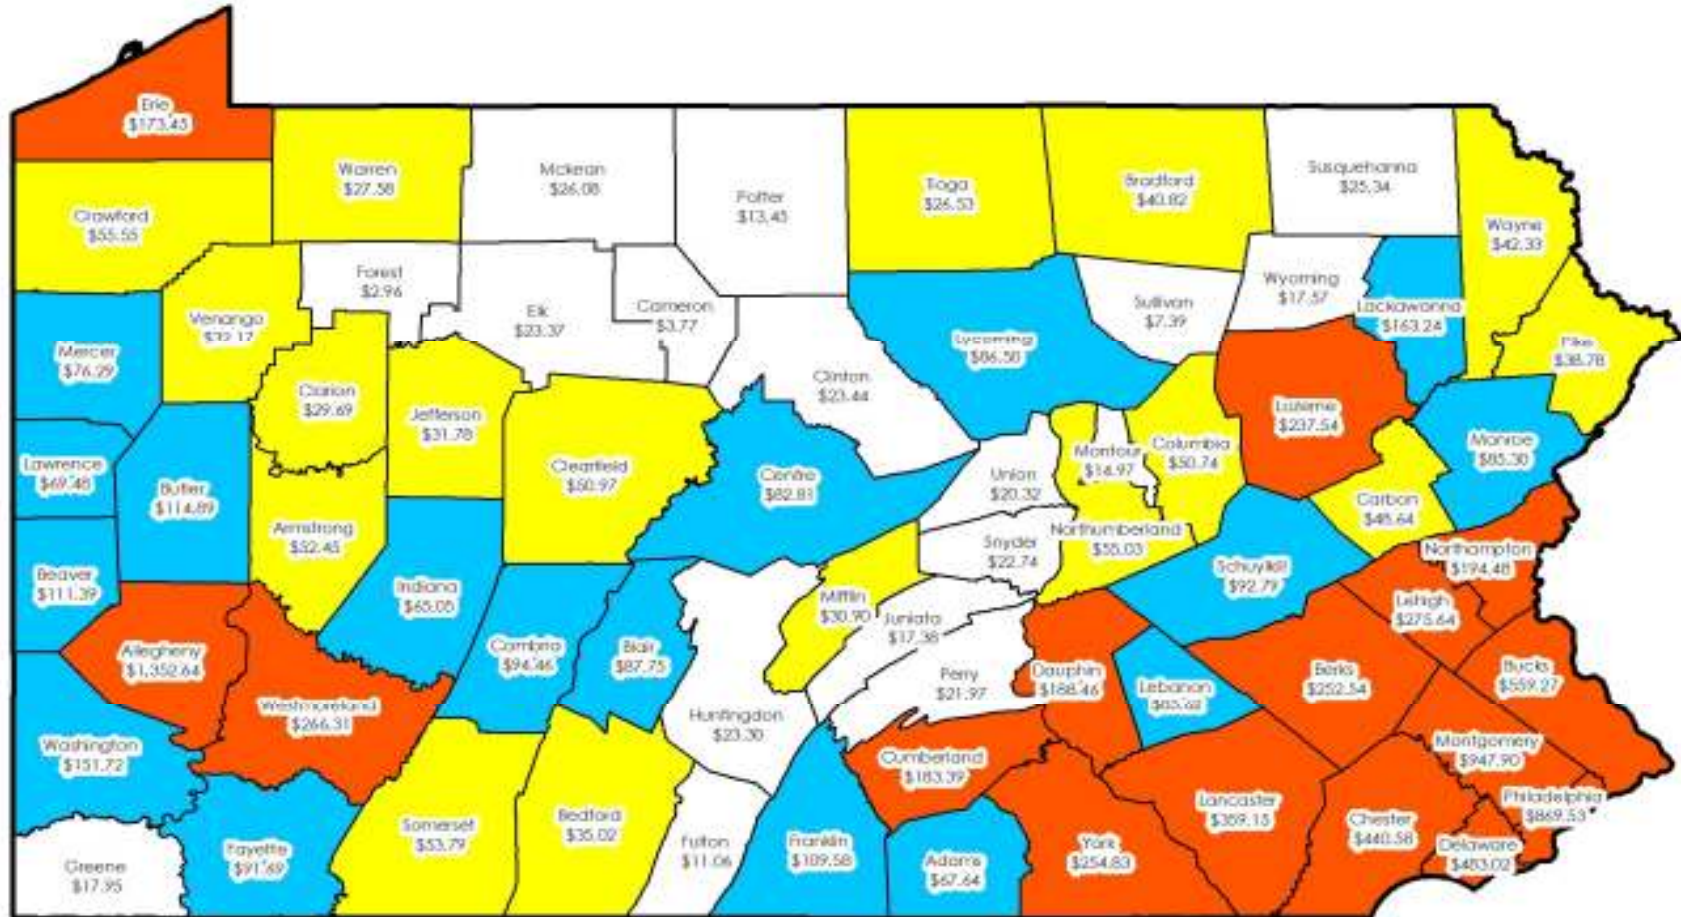 Erie
$173.45
Warren
$27.58
Mckean
$26.08
Potter
$13.45
Tioga
$26.53
Bradford
$40.82
Susquehanna
$25.34
Wayne
$42.33
Crawford
$55.55
Forest
$2.96
Elk
$23.37
Cameron
$3.77
Sullivan
$7.39
Wyoming
$17.57
Lackawanna
$163.24
Venango
Pike
$38.78
Mercer
$76.29
Clarion
$29.69
Jefferson
$31.78
Clinton
$23.44
Lycoming
$86.50
Luzerne
$237.54
Monroe
$85.30
Lawrence
$69.48
Butler
$114.89
Clearfield
$50.97
Centre
$82.81
Union
$20.32
Montour
$14.97
Columbia
$50.74
Carbon
$48.64
Armstrong
$52.45
Snyder
$22.74
Northumberland
$55.03
Schuylkill
$92.79
Northampton
$194.48
Beaver
$111.39
Indiana
$65.05
Mifflin
$30.90
Juniata
$17.38
Lehigh
$275.64
Allegheny
$1,352.64
Cambria
$94.46
Blair
$87.75
Perry
$21.97
Dauphin
$188.46
Lebanon
Berks
$252.54
Bucks
$559.27
Westmoreland
$266.31
Huntingdon
$23.30
Washington
$151.72
Cumberland
$183.39
Montgomery
$947.90
Lancaster
$359.15
Philadelphia
$869.53
Somerset
$53.79
Bedford
$35.02
Fulton
$11.06
Franklin
$109.58
Chester
$440.58
York
$254.83
Delaware
$483.02
Greene
$17.95
Fayette
$91.69
Adams
$67.64